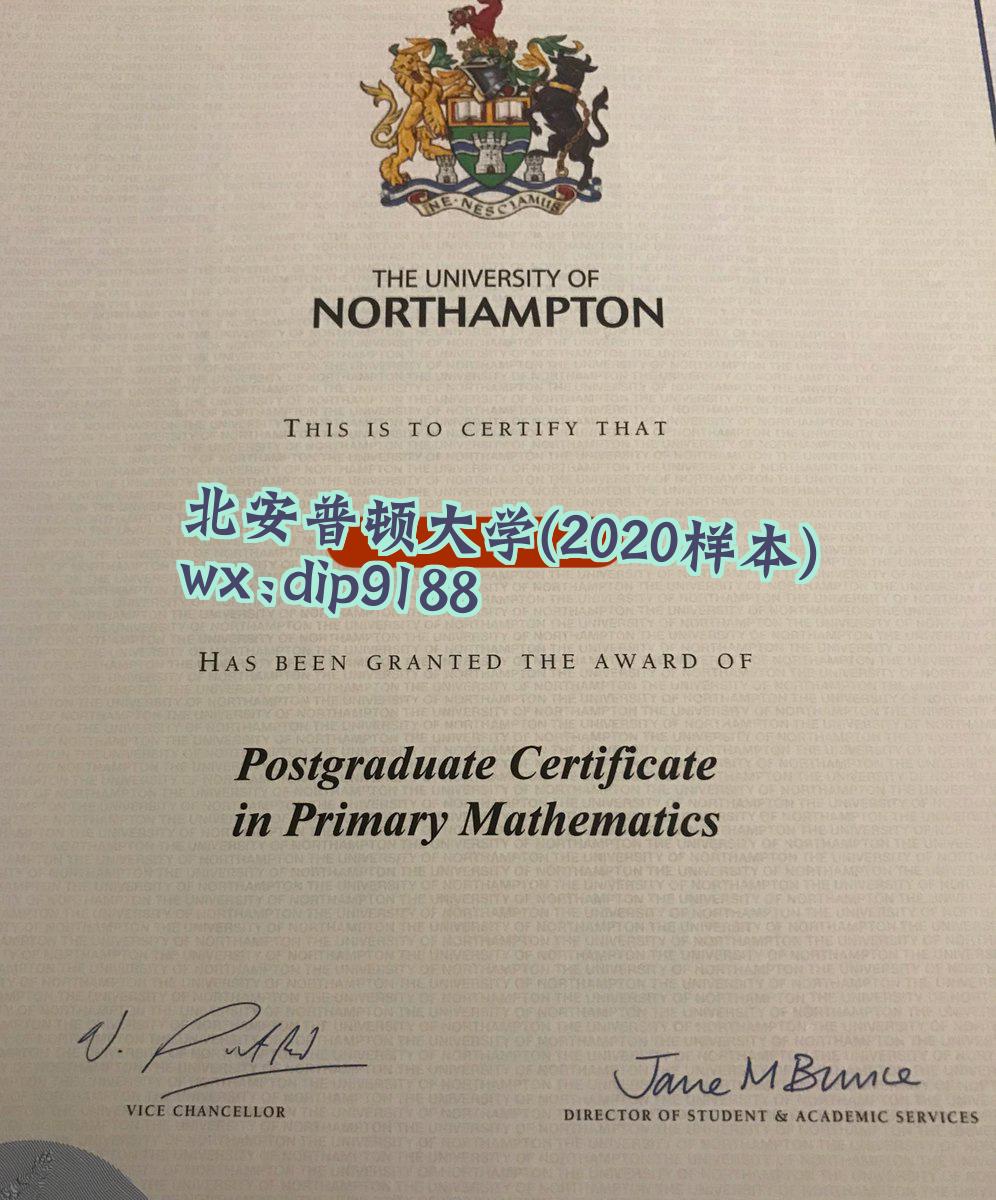 NE·NESCIAMUS
THE UNIVERSITY OF
NORTHAMPTON
THIS IS TO CERTIFY THAT
北安普顿大学(2020样本)
wx:dip9188
HAS BEEN GRANTED THE AWARD OF
Postgraduate Certificate
in Primary Mathematics
Jane M Bunce
VICE CHANCELLOR
DIRECTOR OF STUDENT & ACADEMIC SERVICES